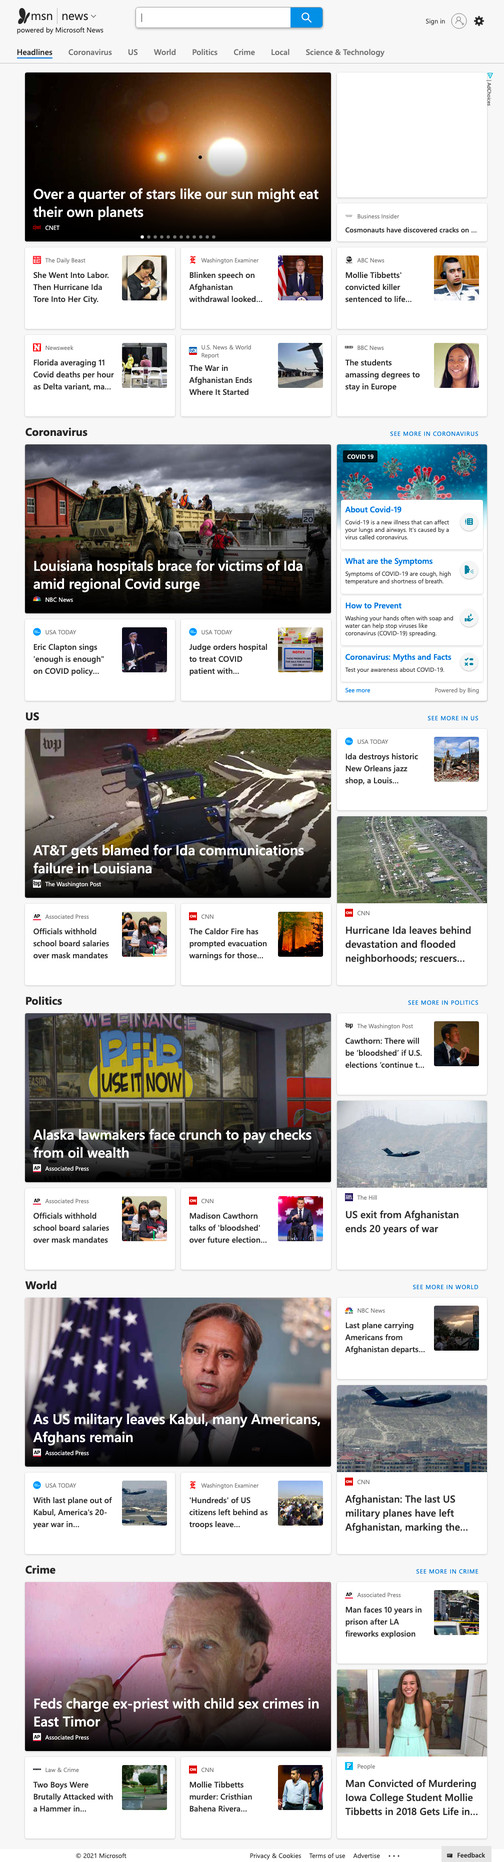 msn | news
powered by Microsoft News
Sign in
Headlines Coronavirus US World Politics Crime Local Science & Technology
AdChoices
Over a quarter of stars like our sun might eat
their own planets
CNET
Business Insider
Cosmonauts have discovered cracks on ...
The Daily Beast
She Went Into Labor.
Then Hurricane Ida
Tore Into Her City.
Washington Examiner
Blinken speech on
Afghanistan
withdrawal looked...
ABC News
Mollie Tibbetts'
convicted killer
sentenced to life...
Newsweek
Florida averaging 11
Covid deaths per hour
as Delta variant, ma...
U.S. News & World
Report
The War in
Afghanistan Ends
Where It Started
BBC News
The students
amassing degrees to
stay in Europe
Coronavirus
SEE MORE IN CORONAVIRUS
SPEED
LIMIT
20
Louisiana hospitals brace for victims of Ida
amid regional Covid surge
NBC News
COVID 19
About Covid-19
Covid-19 is a new illness that can affect
your lungs and airways. It's caused by a
virus called coronavirus.
What are the Symptoms
Symptoms of COVID-19 are cough, high
temperature and shortness of breath.
How to Prevent
Washing your hands often with soap and
water can help stop viruses like
coronavirus (COVID-19) spreading.
Coronavirus: Myths and Facts
Test your awareness about COVID-19.
See more
Powered by Bing
USA TODAY
Eric Clapton sings
'enough is enough"
on COVID policy...
USA TODAY
Judge orders hospital
to treat COVID
patient with...
US
SEE MORE IN US
wp
AT&T gets blamed for Ida communications
failure in Louisiana
wp The Washington Post
USA TODAY
Ida destroys historic
New Orleans jazz
shop, a Louis...
CNN
Hurricane Ida leaves behind
devastation and flooded
neighborhoods; rescuers...
AP Associated Press
Officials withhold
school board salaries
over mask mandates
CNN
The Caldor Fire has
prompted evacuation
warnings for those...
Politics
SEE MORE IN POLITICS
WE FINANCE
P.F.D
USE IT NOW
Alaska lawmakers face crunch to pay checks
from oil wealth
AP Associated Press
wp The Washington Post
Cawthorn: There will
be 'bloodshed' if U.S.
elections 'continue t...
The Hill
US exit from Afghanistan
ends 20 years of war
AP Associated Press
Officials withhold
school board salaries
over mask mandates
CNN
Madison Cawthorn
talks of 'bloodshed'
over future election...
World
SEE MORE IN WORLD
As US military leaves Kabul, many Americans,
Afghans remain
AP Associated Press
NBC News
Last plane carrying
Americans from
Afghanistan departs...
CNN
Afghanistan: The last US
military planes have left
Afghanistan, marking the...
USA TODAY
With last plane out of
Kabul, America's 20-
year war in...
Washington Examiner
'Hundreds' of US
citizens left behind as
troops leave...
Crime
SEE MORE IN CRIME
Feds charge ex-priest with child sex crimes in
East Timor
AP Associated Press
AP Associated Press
Man faces 10 years in
prison after LA
fireworks explosion
People
Man Convicted of Murdering
Iowa College Student Mollie
Tibbetts in 2018 Gets Life in...
Law & Crime
Two Boys Were
Brutally Attacked with
a Hammer in...
CNN
Mollie Tibbetts
murder: Cristhian
Bahena Rivera...
© 2021 Microsoft Privacy & Cookies Terms of use Advertise ... Feedback